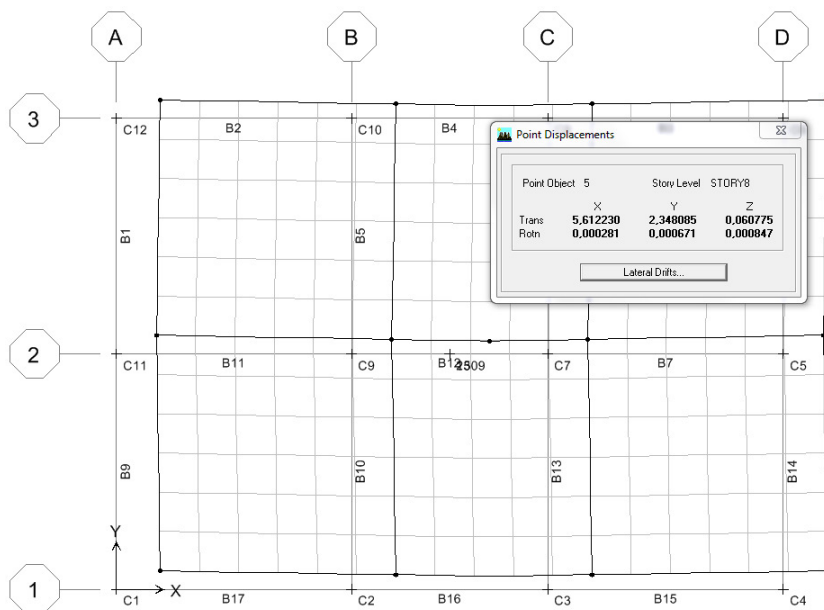 A B C D
3
C12 B2 C10 B4
Point Displacements
Point Object 5 Story Level STORY8
X Y Z
Trans 5,612230 2,348085 0,060775
Rotn 0,000281 0,000671 0,000847
Lateral Drifts...
B1 B5
2
C11 B11 C9 C7 B7 C5
B9 B10 B13 B14
Y
X
1
C1 B17 C2 B16 C3 B15 C4